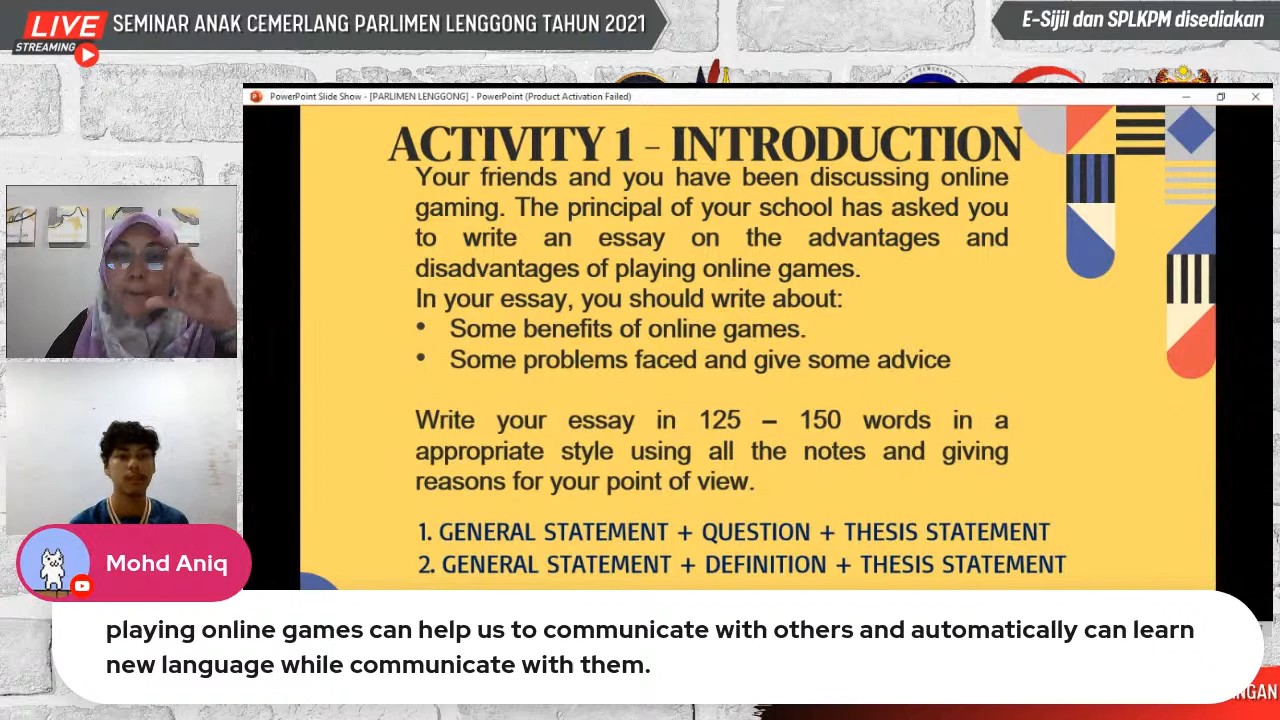 LIVE
STREAMING
SEMINAR ANAK CEMERLANG PARLIMEN LENGGONG TAHUN 2021
E-Sijil dan SPLKPM disediakan
PowerPoint Slide Show - [PARLIMEN LENGGONG] - PowerPoint (Product Activation Failed)
ACTIVITY 1 - INTRODUCTION
Your friends and you have been discussing online
gaming. The principal of your school has asked you
to write an essay on the advantages and
disadvantages of playing online games.
In your essay, you should write about:
• Some benefits of online games.
• Some problems faced and give some advice
Write your essay in 125 – 150 words in a
appropriate style using all the notes and giving
reasons for your point of view.
1. GENERAL STATEMENT + QUESTION + THESIS STATEMENT
2. GENERAL STATEMENT + DEFINITION + THESIS STATEMENT
Mohd Aniq
playing online games can help us to communicate with others and automatically can learn
new language while communicate with them.